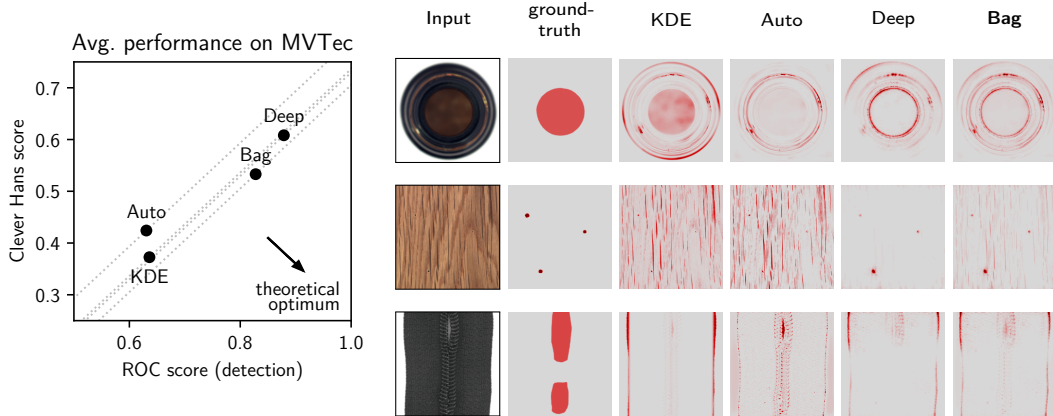 Avg. performance on MVTec
Clever Hans score
0.7
0.6
0.5
0.4
0.3
Deep
Bag
Auto
KDE
theoretical
optimum
0.6
0.8
1.0
ROC score (detection)
Input
ground-
truth
KDE
Auto
Deep
Bag